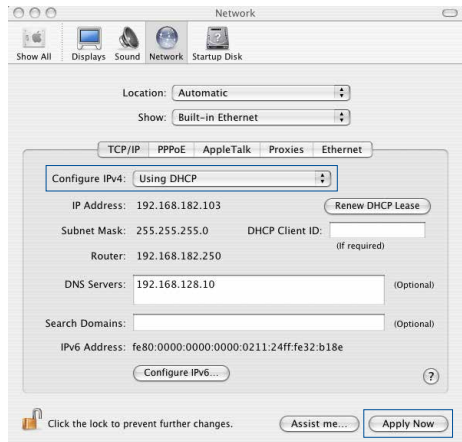 Network
Show All Displays Sound Network Startup Disk
Location: Automatic
Show: Built-in Ethernet
TCP/IP PPPoE AppleTalk Proxies Ethernet
Configure IPv4: Using DHCP
IP Address: 192.168.182.103 Renew DHCP Lease
Subnet Mask: 255.255.255.0 DHCP Client ID:
(If required)
Router: 192.168.182.250
DNS Servers: 192.168.128.10 (Optional)
Search Domains: (Optional)
IPv6 Address: fe80:0000:0000:0000:0211:24ff:fe32:b18e
Configure IPv6... ?
Click the lock to prevent further changes. Assist me... Apply Now